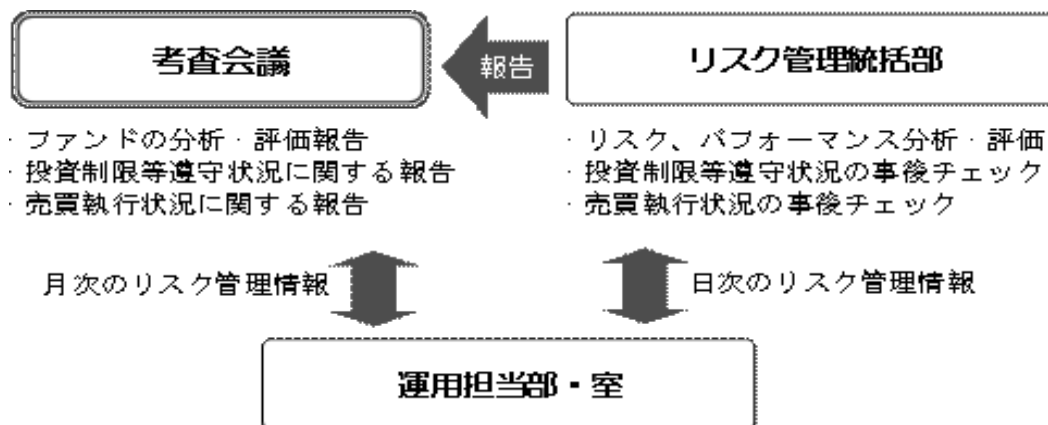 考査会議
報告
リスク管理統括部
・ファンドの分析・評価報告
・投資制限等遵守状況に関する報告
・売買執行状況に関する報告
・リスク、パフォーマンス分析・評価
・投資制限等遵守状況の事後チェック
・売買執行状況の事後チェック
月次のリスク管理情報
日次のリスク管理情報
運用担当部・室